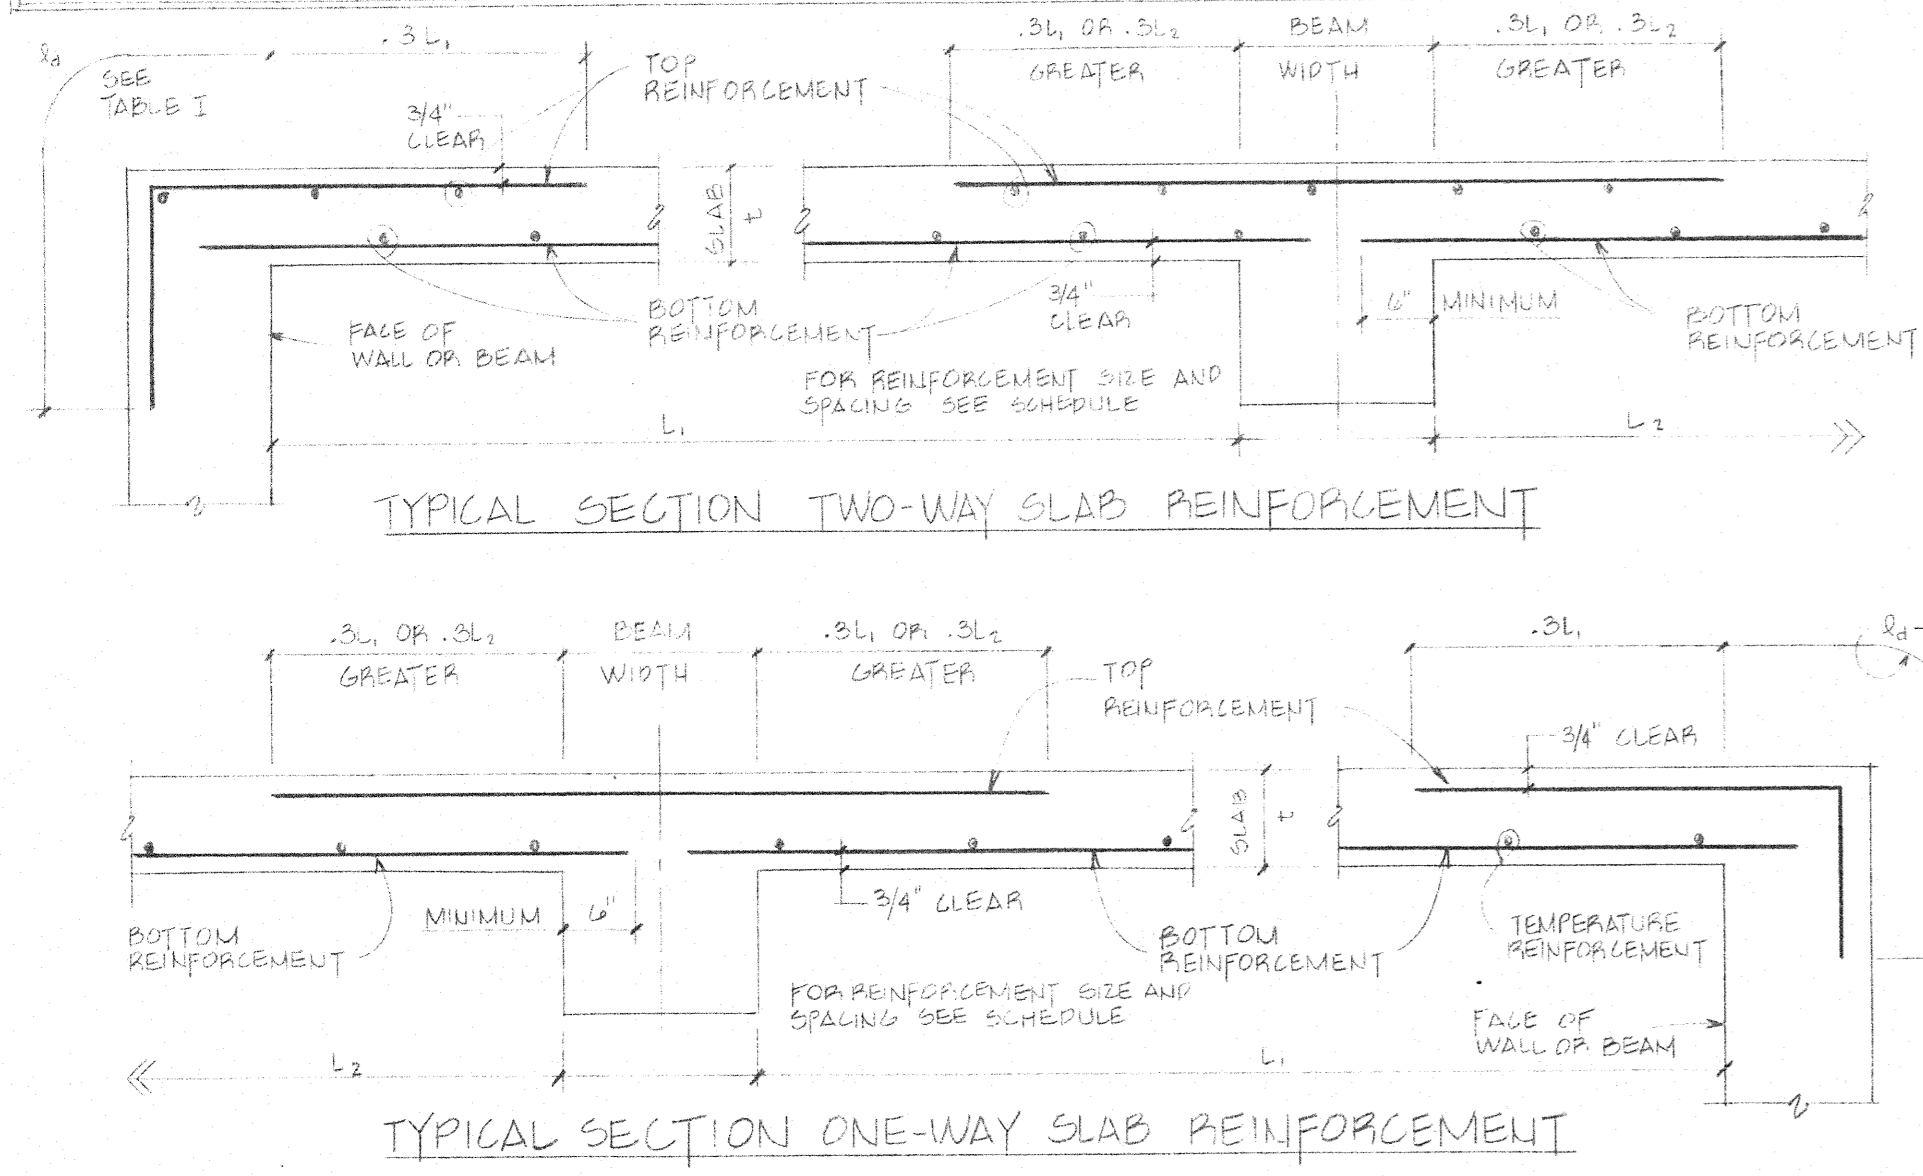 ld
SEE
TABLE I
.3L1
3/4"
CLEAR
TOP
REINFORCEMENT
.3L1 OR .3L2
GREATER
BEAM
WIDTH
.3L1 OR .3L2
GREATER
SLAB
t
FACE OF
WALL OR BEAM
BOTTOM
REINFORCEMENT
3/4"
CLEAR
6" MINIMUM
BOTTOM
REINFORCEMENT
FOR REINFORCEMENT SIZE AND
SPACING SEE SCHEDULE
L1
L2
TYPICAL SECTION TWO-WAY SLAB REINFORCEMENT
.3L1 OR .3L2
GREATER
BEAM
WIDTH
.3L1 OR .3L2
GREATER
TOP
REINFORCEMENT
.3L1
ld
3/4" CLEAR
SLAB
t
BOTTOM
REINFORCEMENT
MINIMUM 6"
3/4" CLEAR
BOTTOM
REINFORCEMENT
TEMPERATURE
REINFORCEMENT
FOR REINFORCEMENT SIZE AND
SPACING SEE SCHEDULE
FACE OF
WALL OR BEAM
L2
L1
TYPICAL SECTION ONE-WAY SLAB REINFORCEMENT